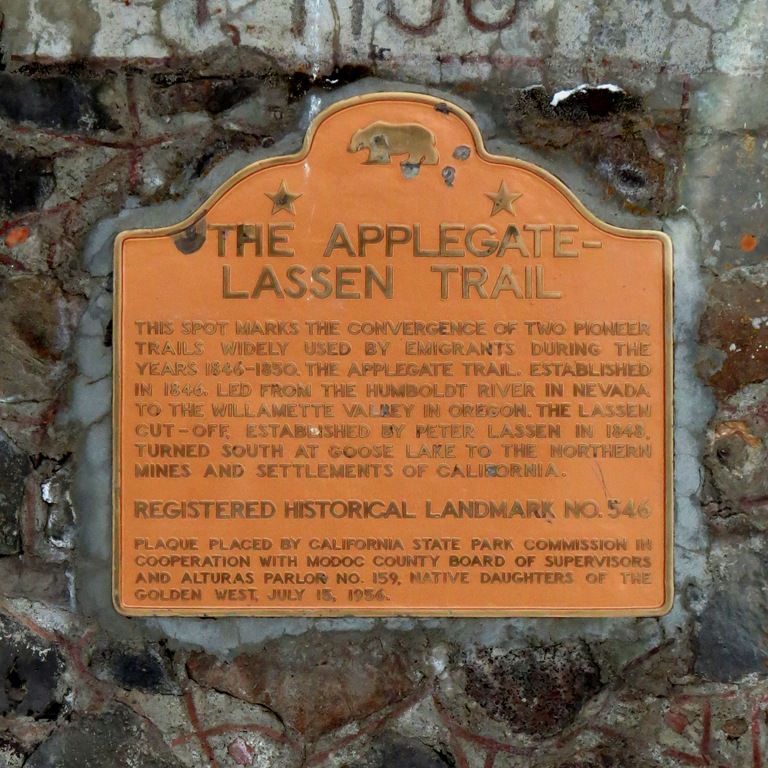 THE APPLEGATE-
LASSEN TRAIL
THIS SPOT MARKS THE CONVERGENCE OF TWO PIONEER
TRAILS WIDELY USED BY EMIGRANTS DURING THE
YEARS 1846-1850. THE APPLEGATE TRAIL, ESTABLISHED
IN 1846, LED FROM THE HUMBOLDT RIVER IN NEVADA
TO THE WILLAMETTE VALLEY IN OREGON. THE LASSEN
CUT-OFF, ESTABLISHED BY PETER LASSEN IN 1848,
TURNED SOUTH AT GOOSE LAKE TO THE NORTHERN
MINES AND SETTLEMENTS OF CALIFORNIA.
REGISTERED HISTORICAL LANDMARK NO. 546
PLAQUE PLACED BY CALIFORNIA STATE PARK COMMISSION IN
COOPERATION WITH MODOC COUNTY BOARD OF SUPERVISORS
AND ALTURAS PARLOR NO. 159, NATIVE DAUGHTERS OF THE
GOLDEN WEST, JULY 15, 1956.